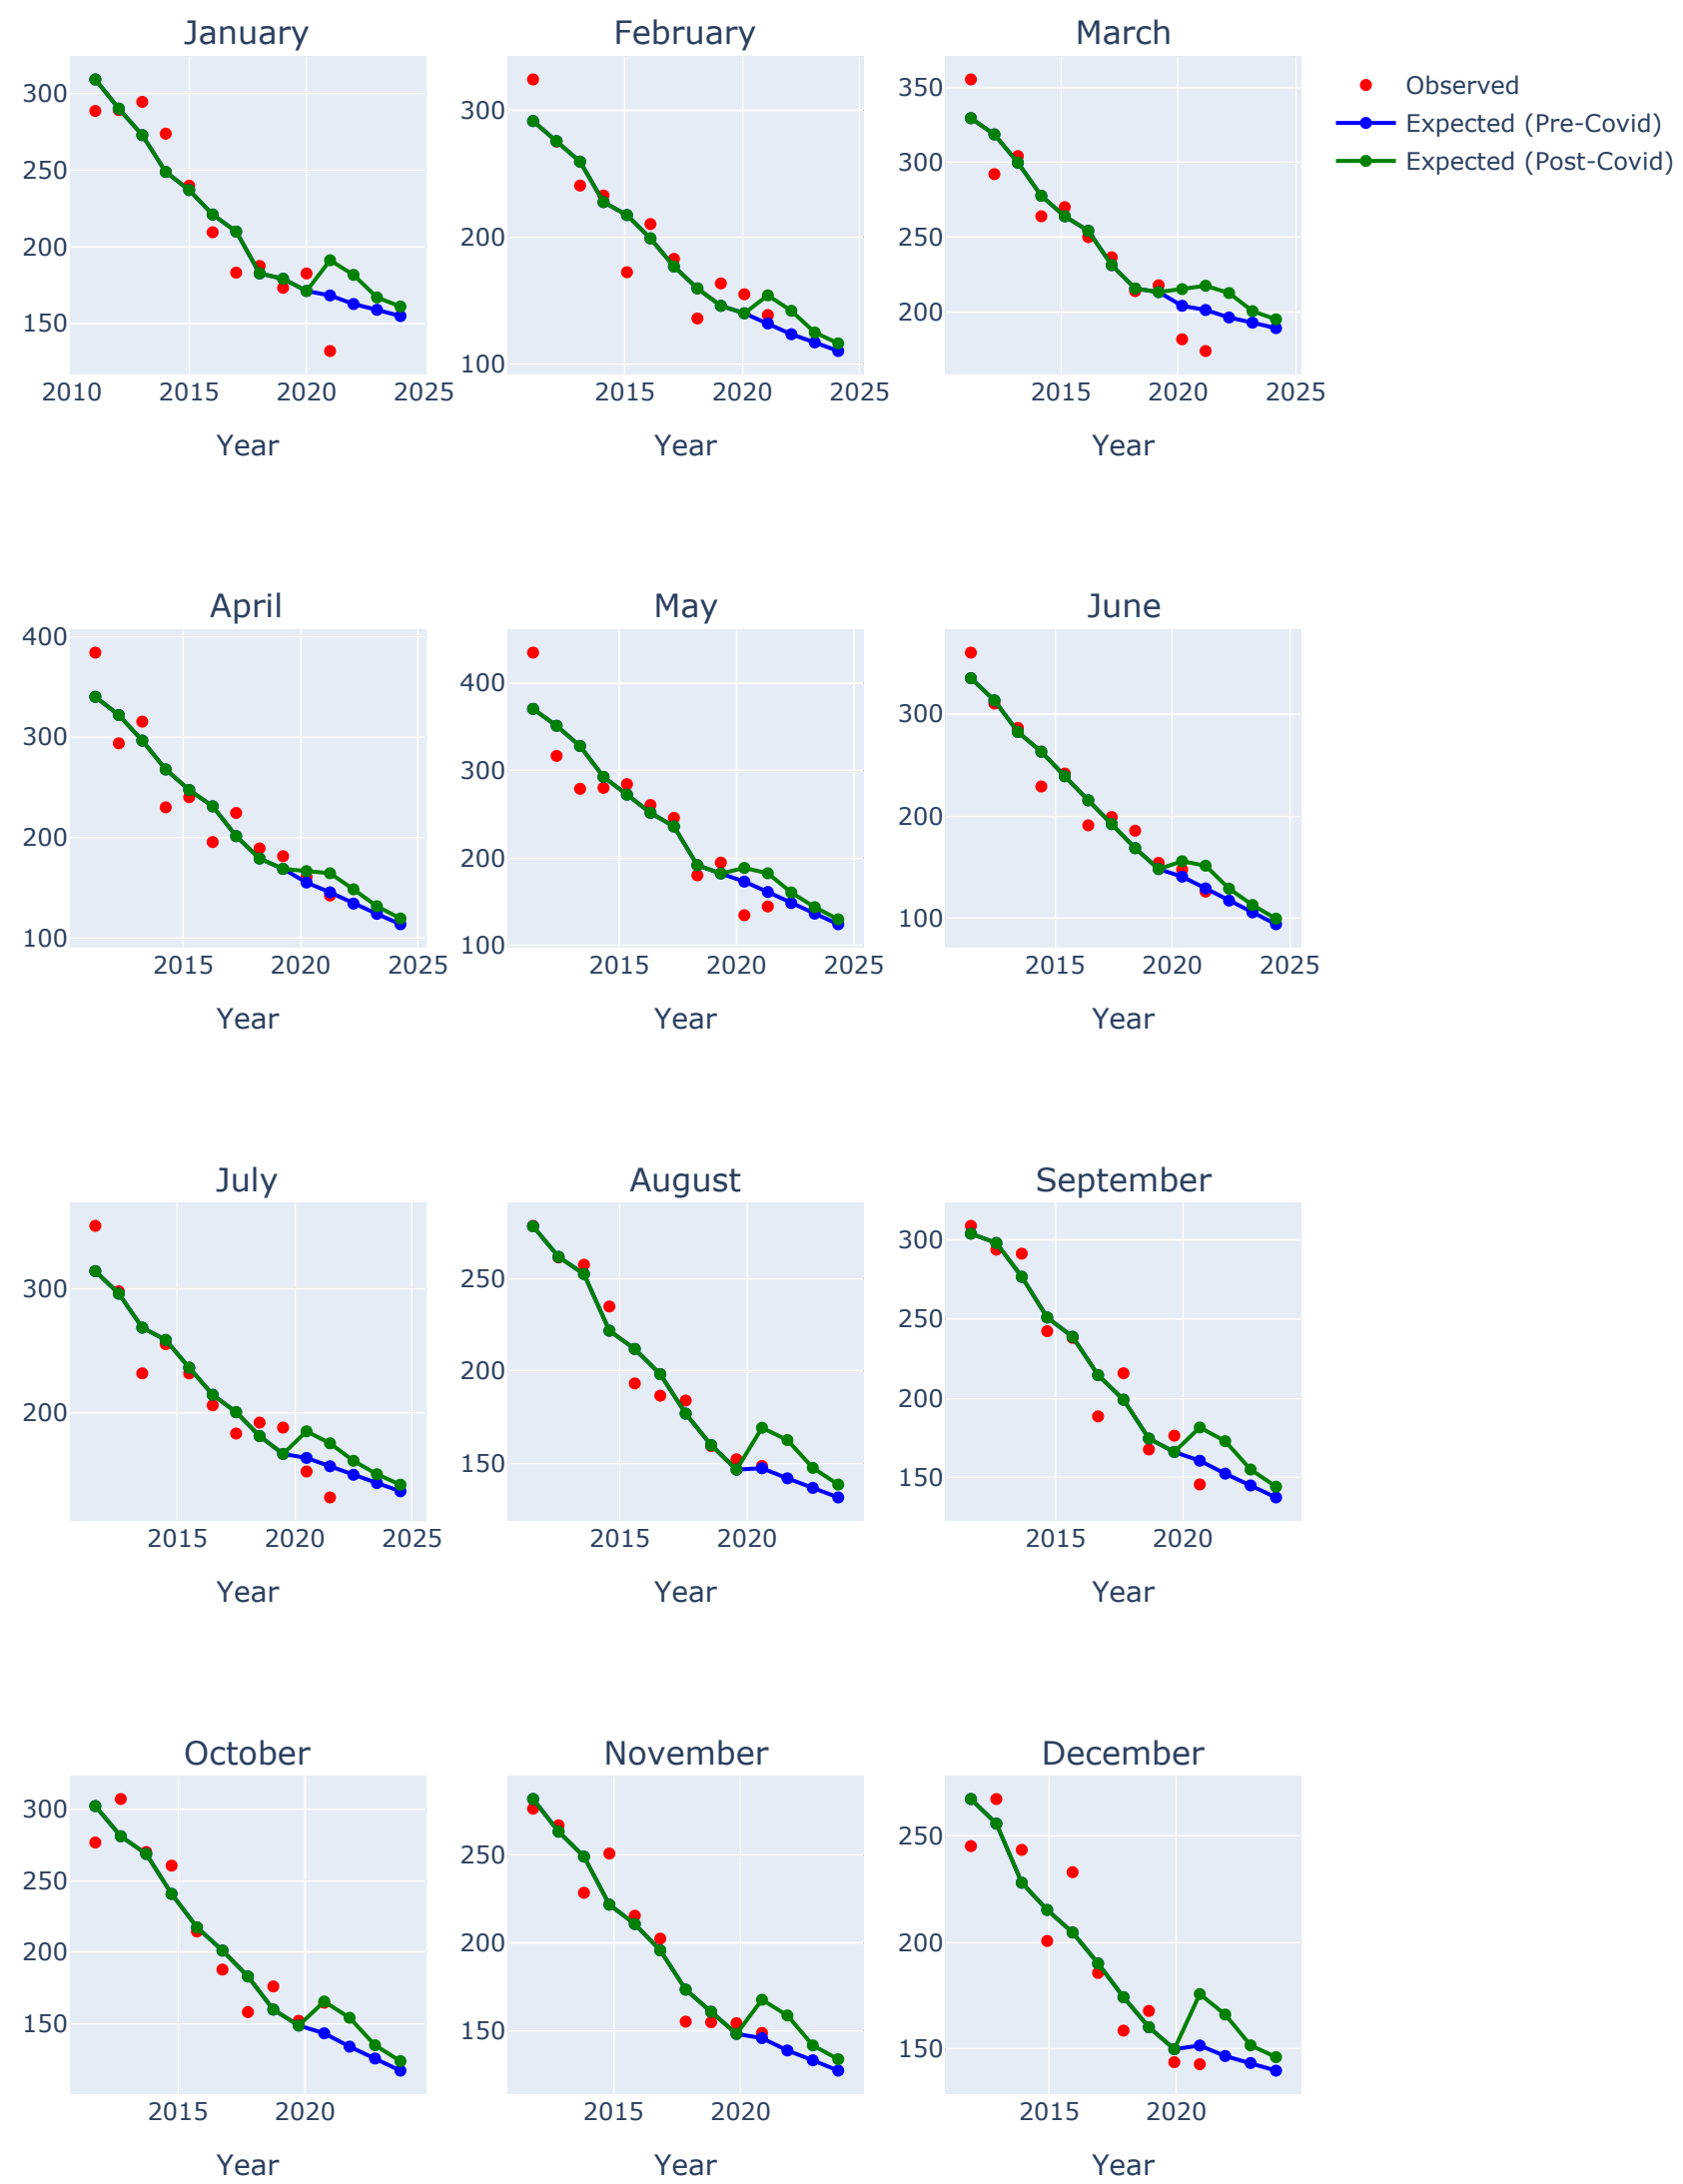 January
February
March
300
250
200
150
2010
2015
2020
2025
Year
300
200
100
2015
2020
2025
Year
350
300
250
200
2015
2020
2025
Year
Observed
Expected (Pre-Covid)
Expected (Post-Covid)
April
May
June
400
300
200
100
2015
2020
2025
Year
400
300
200
100
2015
2020
2025
Year
300
200
100
2015
2020
2025
Year
July
August
September
300
200
2015
2020
2025
Year
250
200
150
2015
2020
Year
300
250
200
150
2015
2020
Year
October
November
December
300
250
200
150
2015
2020
Year
250
200
150
2015
2020
Year
250
200
150
2015
2020
Year